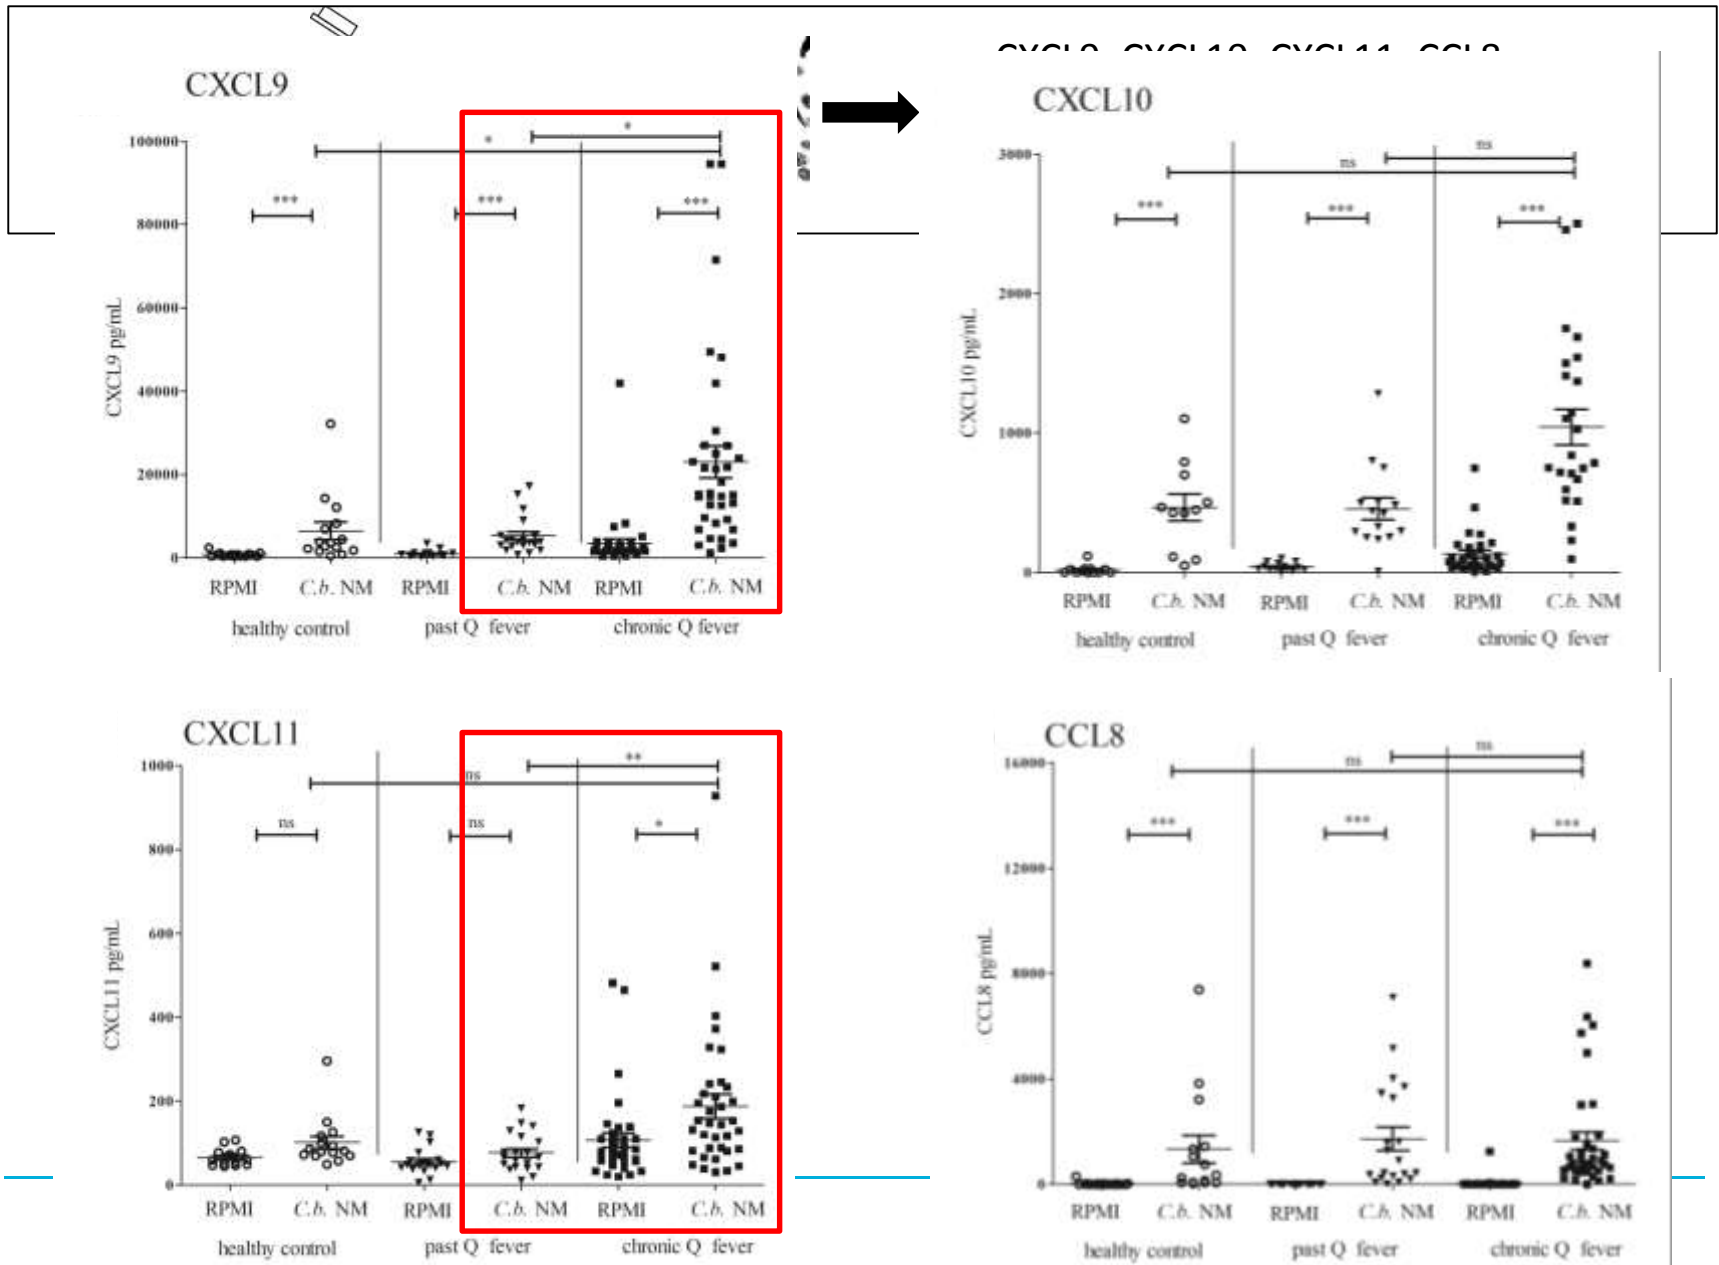 CXCL9, CXCL10, CXCL11, CCL8
CXCL9
100000
80000
60000
40000
20000
0
CXCL9 pg/mL
*
*
***
***
***
RPMI C.b. NM RPMI C.b. NM RPMI C.b. NM
healthy control past Q fever chronic Q fever
CXCL10
3000
2000
1000
0
CXCL10 pg/mL
ns
ns
***
***
***
RPMI C.b. NM RPMI C.b. NM RPMI C.b. NM
healthy control past Q fever chronic Q fever
CXCL11
1000
800
600
400
200
0
CXCL11 pg/mL
**
ns
ns
ns
*
RPMI C.b. NM RPMI C.b. NM RPMI C.b. NM
healthy control past Q fever chronic Q fever
CCL8
16000
12000
8000
4000
0
CCL8 pg/mL
ns
ns
***
***
***
RPMI C.b. NM RPMI C.b. NM RPMI C.b. NM
healthy control past Q fever chronic Q fever